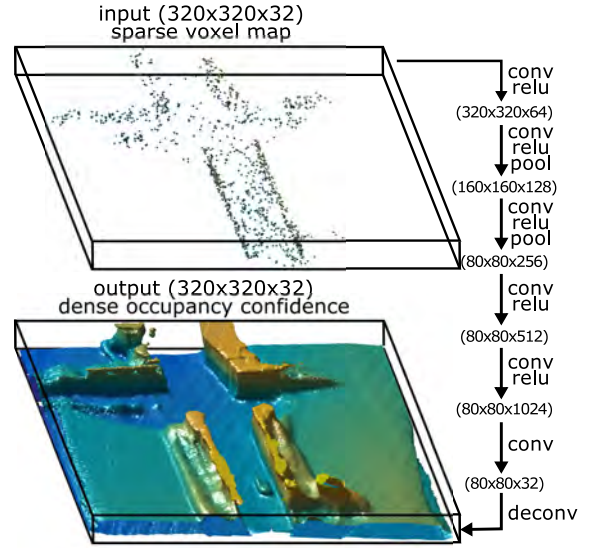 input (320x320x32)
sparse voxel map
conv
relu
(320x320x64)
conv
relu
pool
(160x160x128)
conv
relu
pool
(80x80x256)
output (320x320x32)
dense occupancy confidence
conv
relu
(80x80x512)
conv
relu
(80x80x1024)
conv
(80x80x32)
deconv